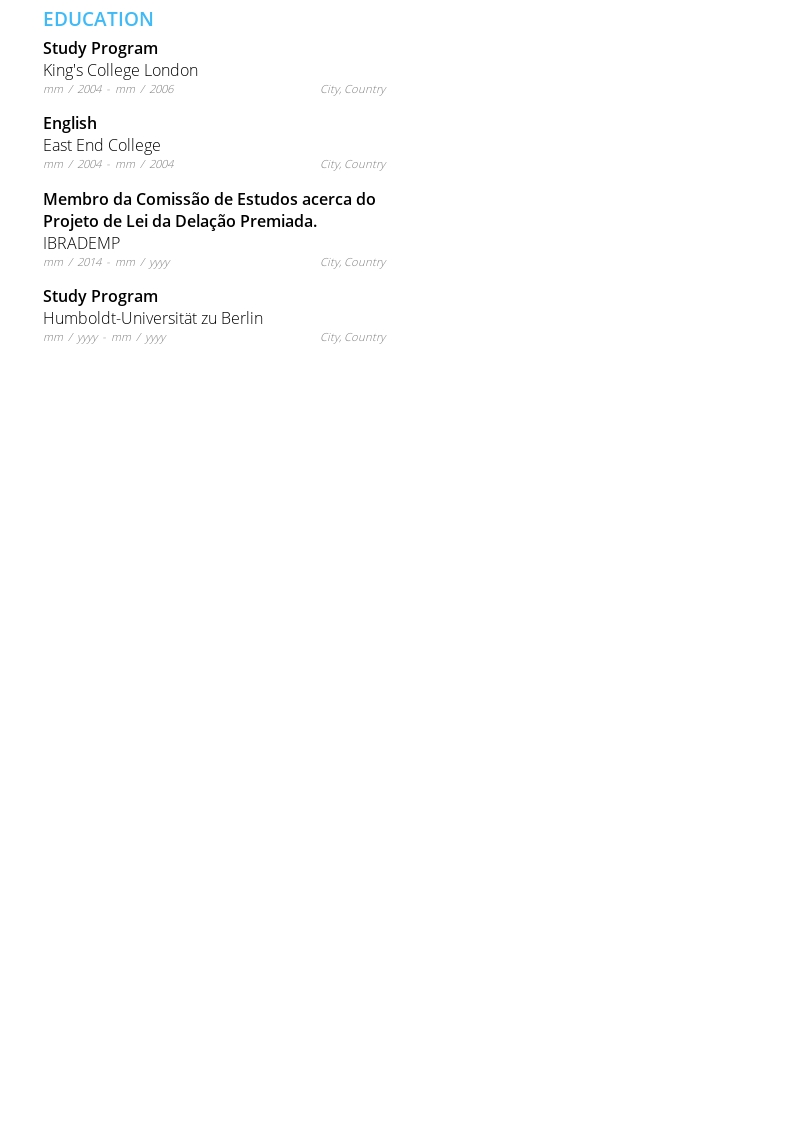 EDUCATION
Study Program
King's College London
mm / 2004 - mm / 2006 City, Country
English
East End College
mm / 2004 - mm / 2004 City, Country
Membro da Comissão de Estudos acerca do
Projeto de Lei da Delação Premiada.
IBRADEMP
mm / 2014 - mm / yyyy City, Country
Study Program
Humboldt-Universität zu Berlin
mm / yyyy - mm / yyyy City, Country